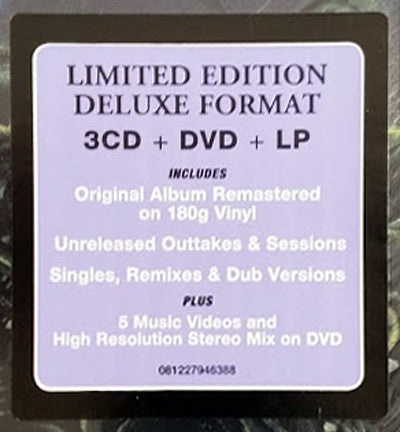 LIMITED EDITION
DELUXE FORMAT
3CD + DVD + LP
INCLUDES
Original Album Remastered
on 180g Vinyl
Unreleased Outtakes & Sessions
Singles, Remixes & Dub Versions
PLUS
5 Music Videos and
High Resolution Stereo Mix on DVD
081227946388